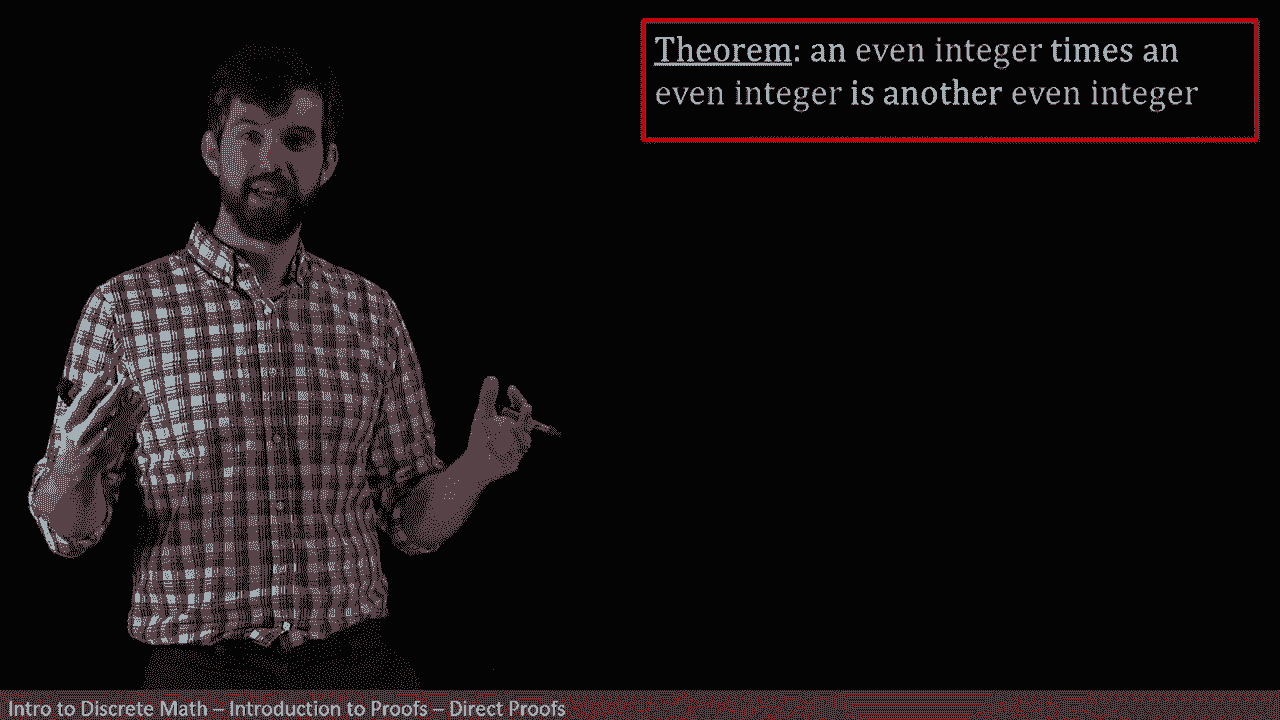 Theorem: an even integer times an
even integer is another even integer
Intro to Discrete Math – Introduction to Proofs – Direct Proofs